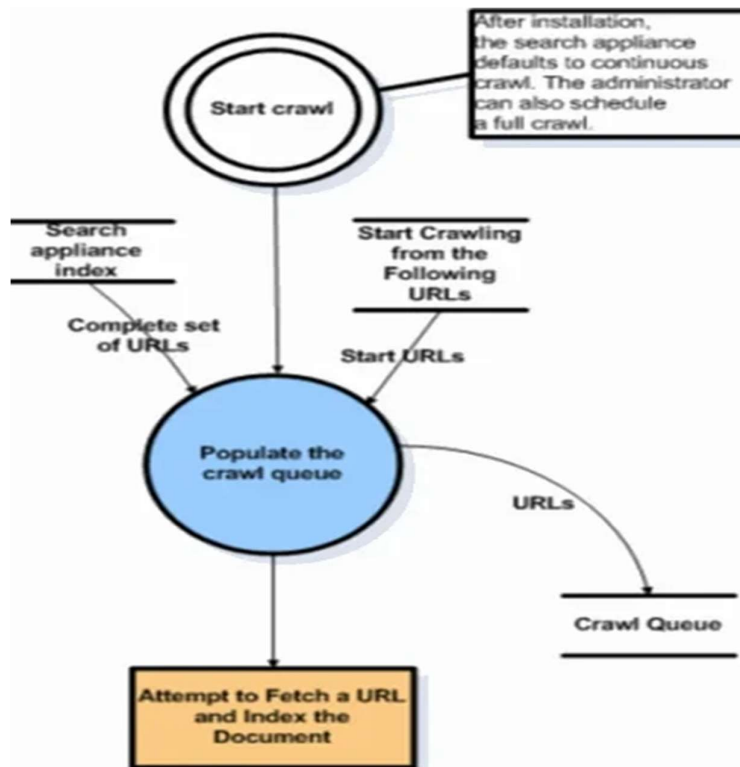 After installation,
the search appliance
defaults to continuous
crawl. The administrator
can also schedule
a full crawl.
Start crawl
Search
appliance
index
Start Crawling
from the
Following
URLs
Complete set
of URLs
Start URLs
Populate the
crawl queue
URLs
Crawl Queue
Attempt to Fetch a URL
and Index the
Document